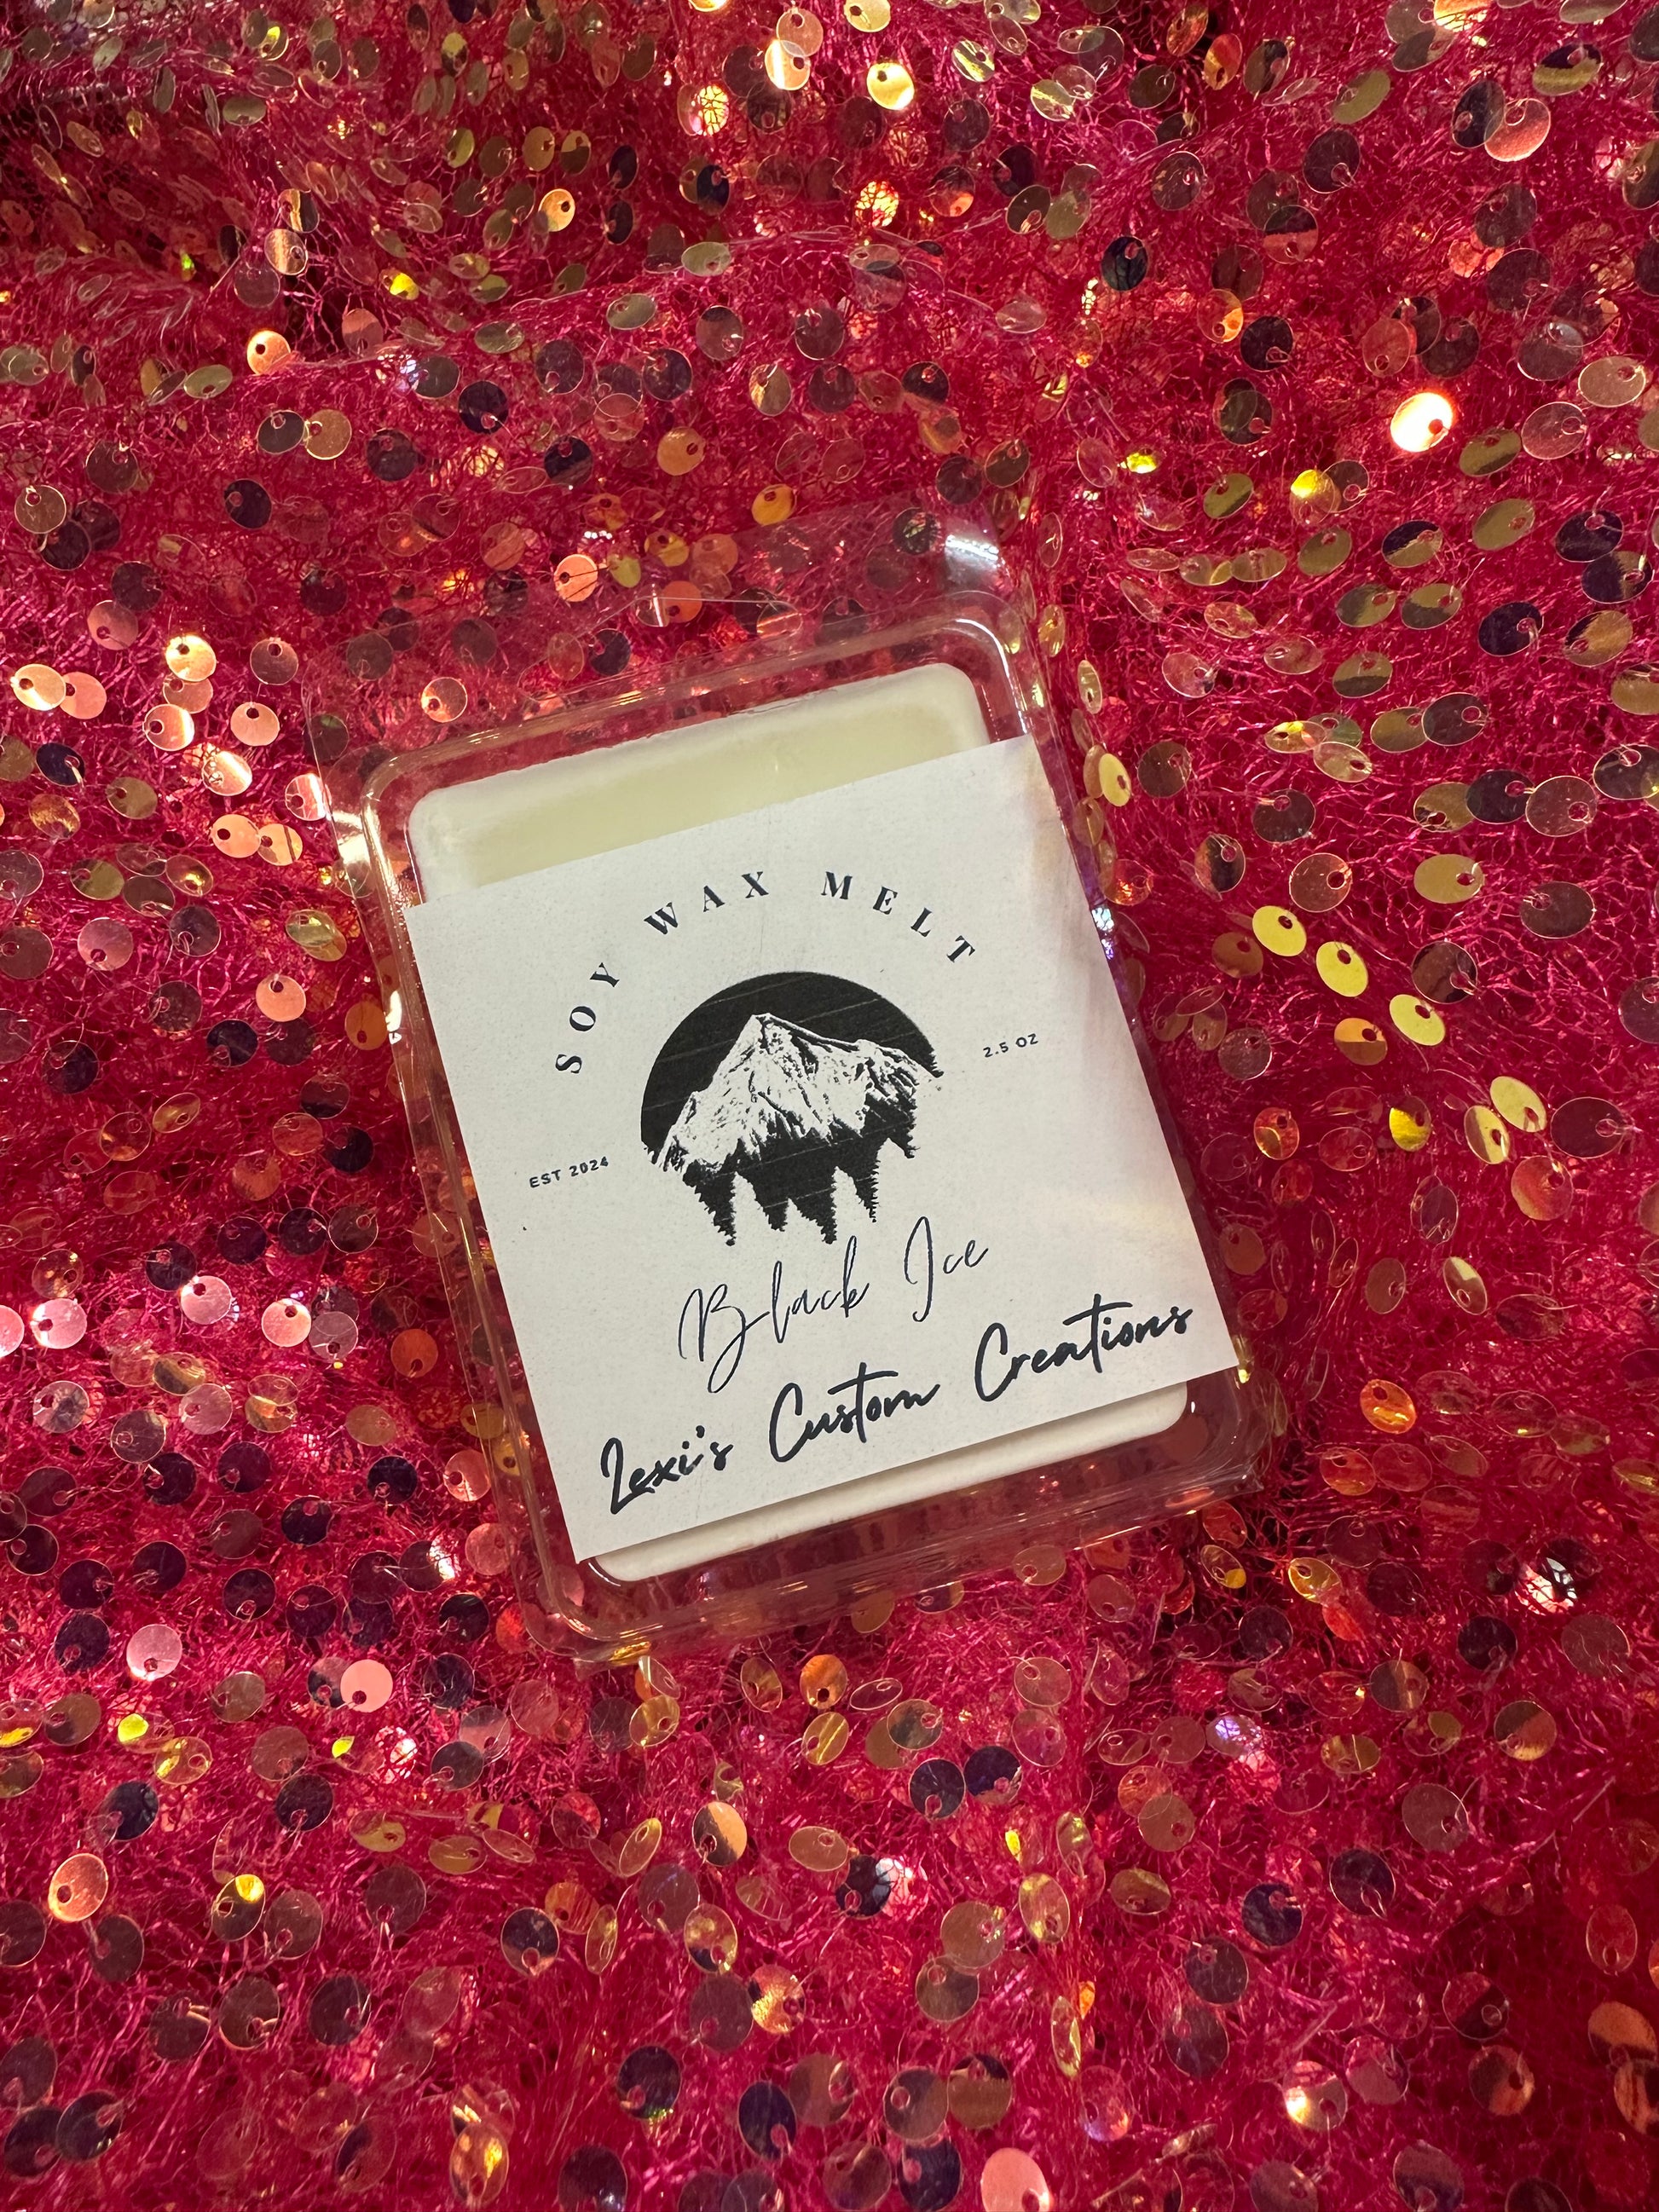 SOY WAX MELT
2.5 OZ
EST 2024
Black Ice
Lexi's Custom Creations